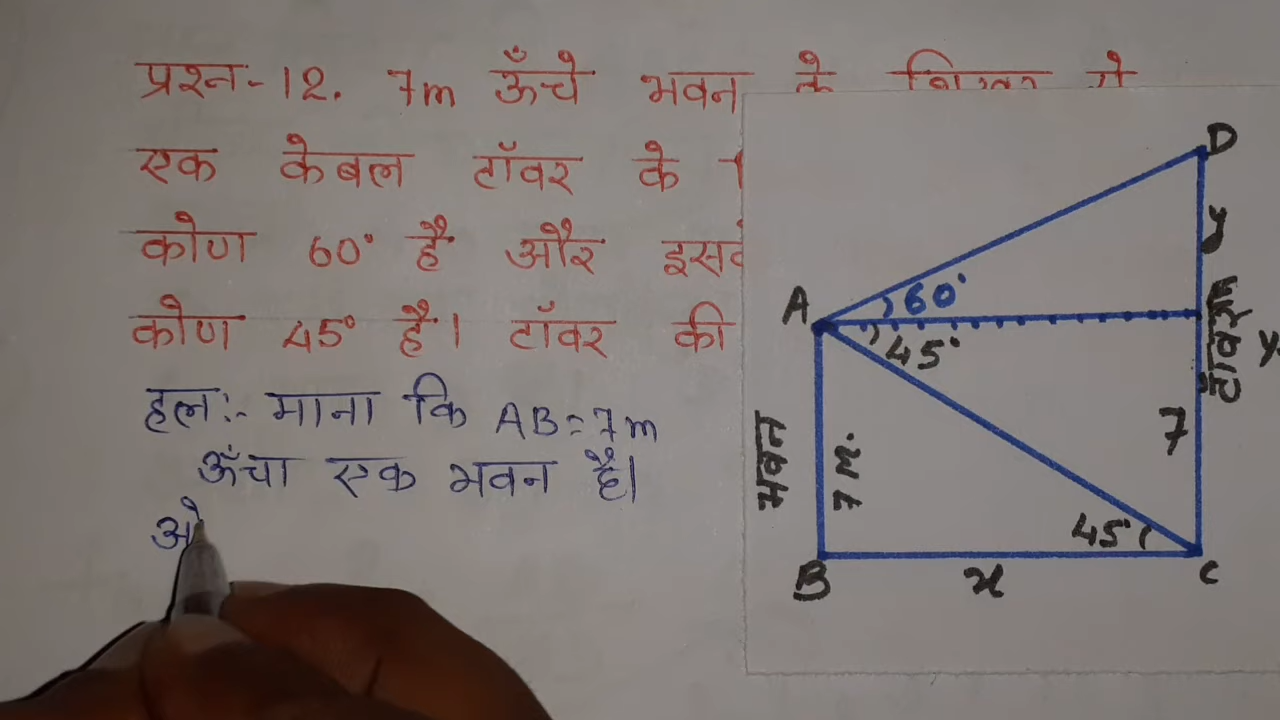 प्रश्न:-12. 7m ऊँचे भवन के
एक केबल टॉवर के
कोण 60° है और
कोण 45° है। टॉवर की
हल:- माना कि AB=7m
ऊँचा एक भवन है।
D
y
A
60°
45°
टावर
y
भवन
7 m.
7
45°
B
x
C